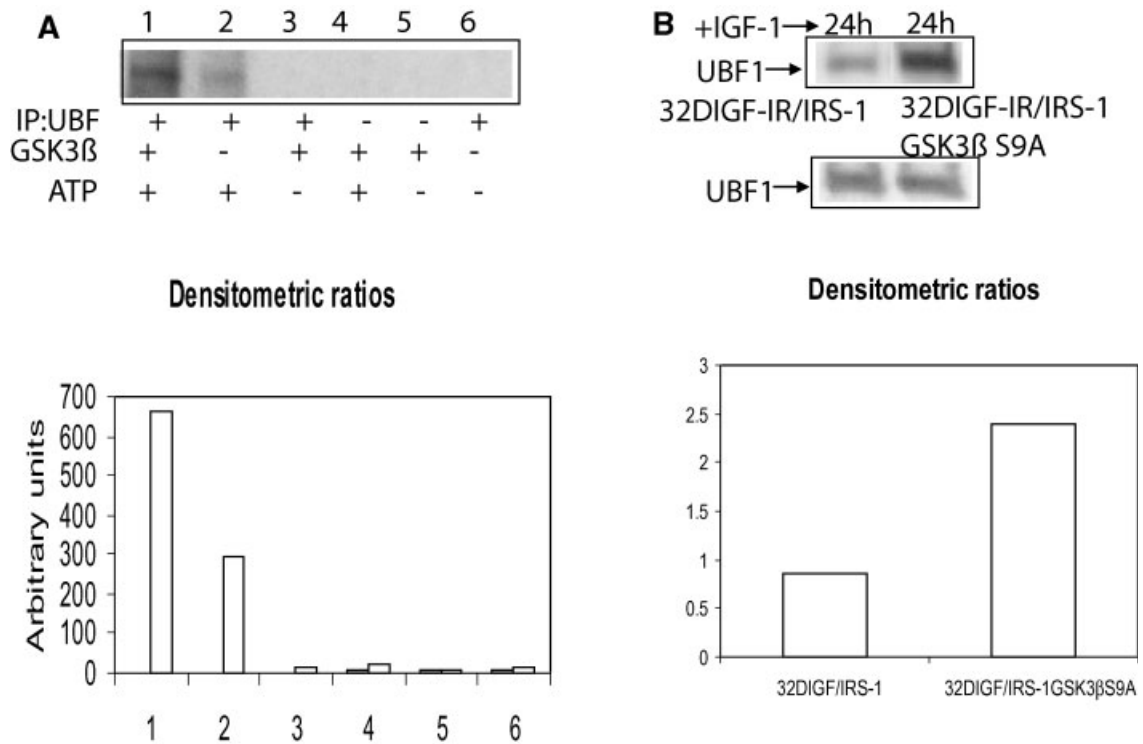 A
1 2 3 4 5 6
IP:UBF + + + - - +
GSK3ß + - + + + -
ATP + + - + - -
Densitometric ratios
Arbitrary units
700
600
500
400
300
200
100
0
1 2 3 4 5 6
B
+IGF-1 24h 24h
UBF1
32DIGF-IR/IRS-1 32DIGF-IR/IRS-1
GSK3ß S9A
UBF1
Densitometric ratios
3
2.5
2
1.5
1
0.5
0
32DIGF/IRS-1 32DIGF/IRS-1GSK3βS9A